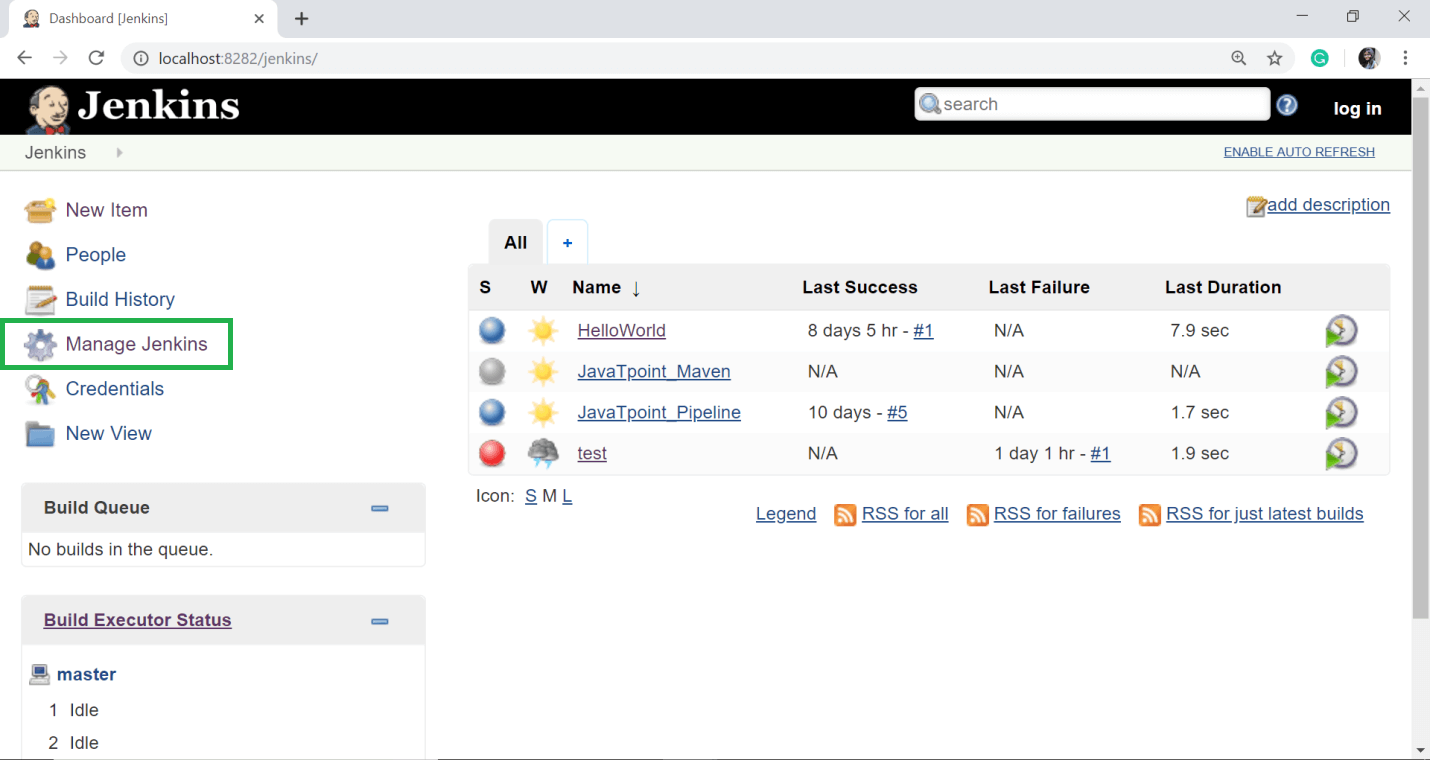 Dashboard [Jenkins]
localhost:8282/jenkins/
Jenkins
search
log in
Jenkins
ENABLE AUTO REFRESH
New Item
People
Build History
Manage Jenkins
Credentials
New View
Build Queue
No builds in the queue.
Build Executor Status
master
1 Idle
2 Idle
add description
All +
S W Name ↓ Last Success Last Failure Last Duration
HelloWorld 8 days 5 hr - #1 N/A 7.9 sec
JavaTpoint_Maven N/A N/A N/A
JavaTpoint_Pipeline 10 days - #5 N/A 1.7 sec
test N/A 1 day 1 hr - #1 1.9 sec
Icon: S M L
Legend RSS for all RSS for failures RSS for just latest builds